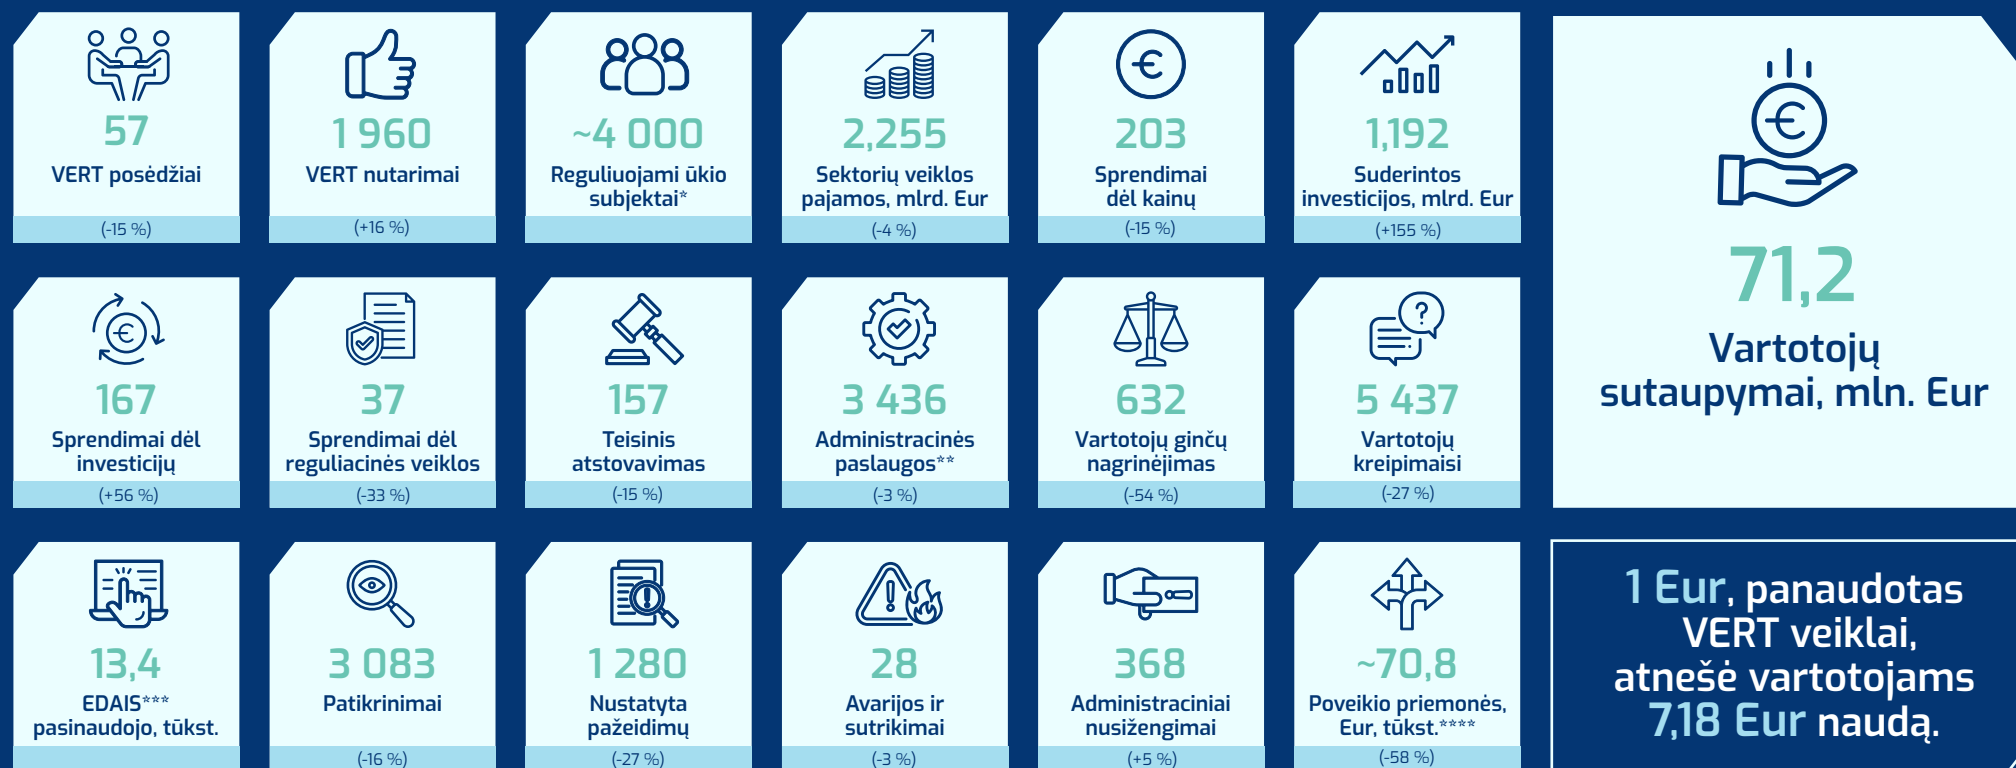 57
VERT posėdžiai
(-15 %)
1 960
VERT nutarimai
(+16 %)
~4 000
Reguliuojami ūkio
subjektai*
2,255
Sektorių veiklos
pajamos, mlrd. Eur
(-4 %)
203
Sprendimai
dėl kainų
(-15 %)
1,192
Suderintos
investicijos, mlrd. Eur
(+155 %)
71,2
Vartotojų
sutaupymai, mln. Eur
167
Sprendimai dėl
investicijų
(+56 %)
37
Sprendimai dėl
reguliacinės veiklos
(-33 %)
157
Teisinis
atstovavimas
(-15 %)
3 436
Administracinės
paslaugos**
(-3 %)
632
Vartotojų ginčų
nagrinėjimas
(-54 %)
5 437
Vartotojų
kreipimaisi
(-27 %)
13,4
EDAIS***
pasinaudojo, tūkst.
3 083
Patikrinimai
(-16 %)
1 280
Nustatyta
pažeidimų
(-27 %)
28
Avarijos ir
sutrikimai
(-3 %)
368
Administraciniai
nusižengimai
(+5 %)
~70,8
Poveikio priemonės,
Eur, tūkst.****
(-58 %)
1 Eur, panaudotas
VERT veiklai,
atnešė vartotojams
7,18 Eur naudą.